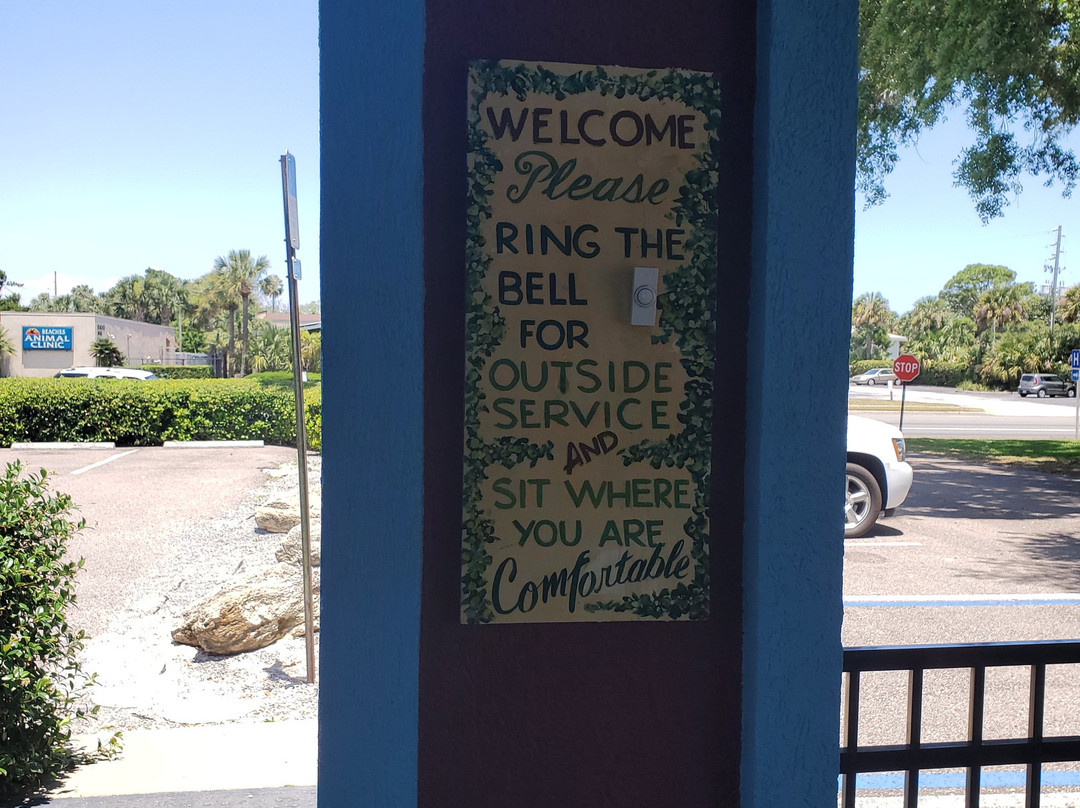 WELCOME
Please
RING THE
BELL
FOR
OUTSIDE
SERVICE
AND
SIT WHERE
YOU ARE
Comfortable
BEACHES
ANIMAL
CLINIC
STOP
H